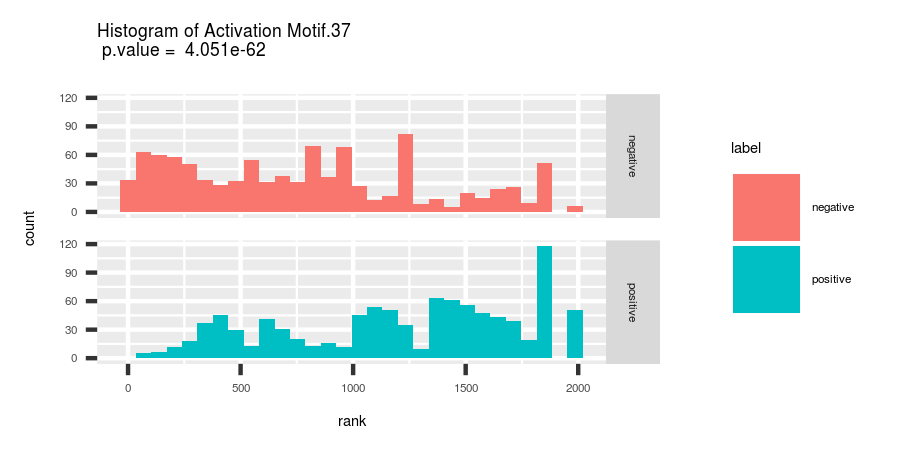 Histogram of Activation Motif.37
p.value = 4.051e-62
count
120
90
60
30
0
negative
120
90
60
30
0
positive
0 500 1000 1500 2000
rank
label
negative
positive